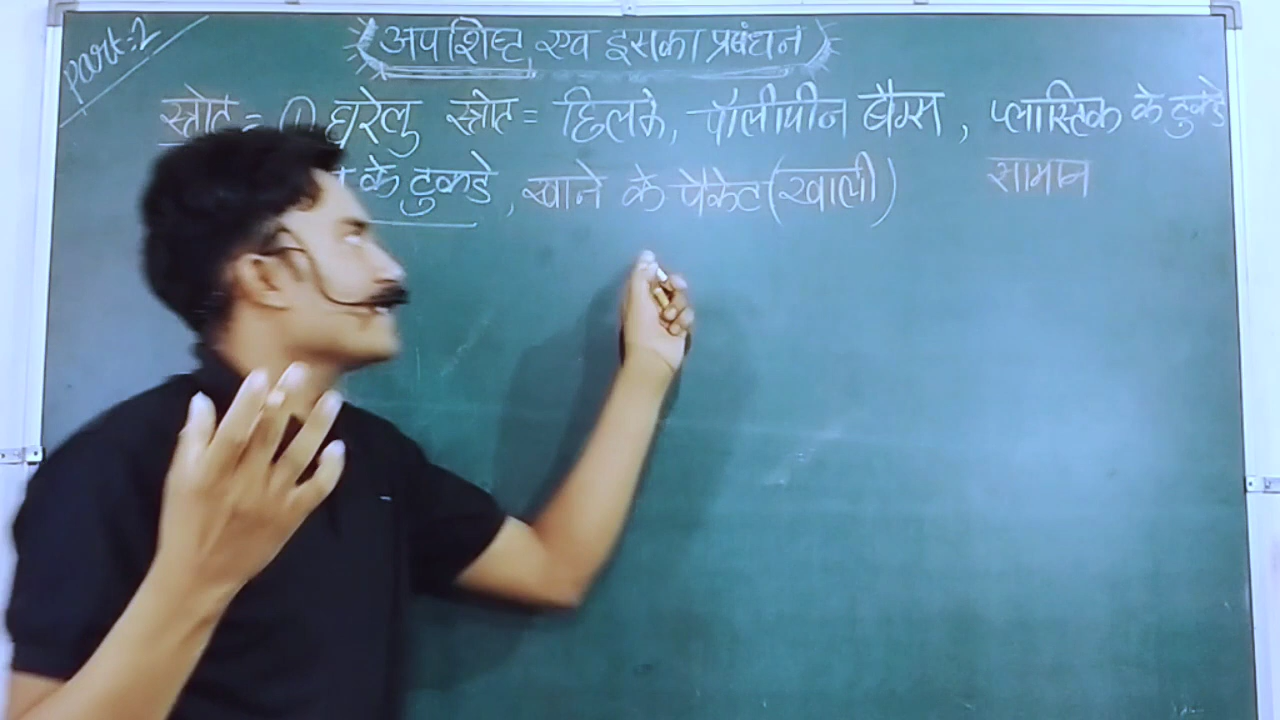 part:2
अपशिष्ट एव इसका प्रबंधन
स्त्रोत = ① घरेलु स्त्रोत = छिलके, पॉलीपीन बैग्स, प्लास्टिक के टुकडे
के टुकडे, खाने के पैकेट (खाली) सामान